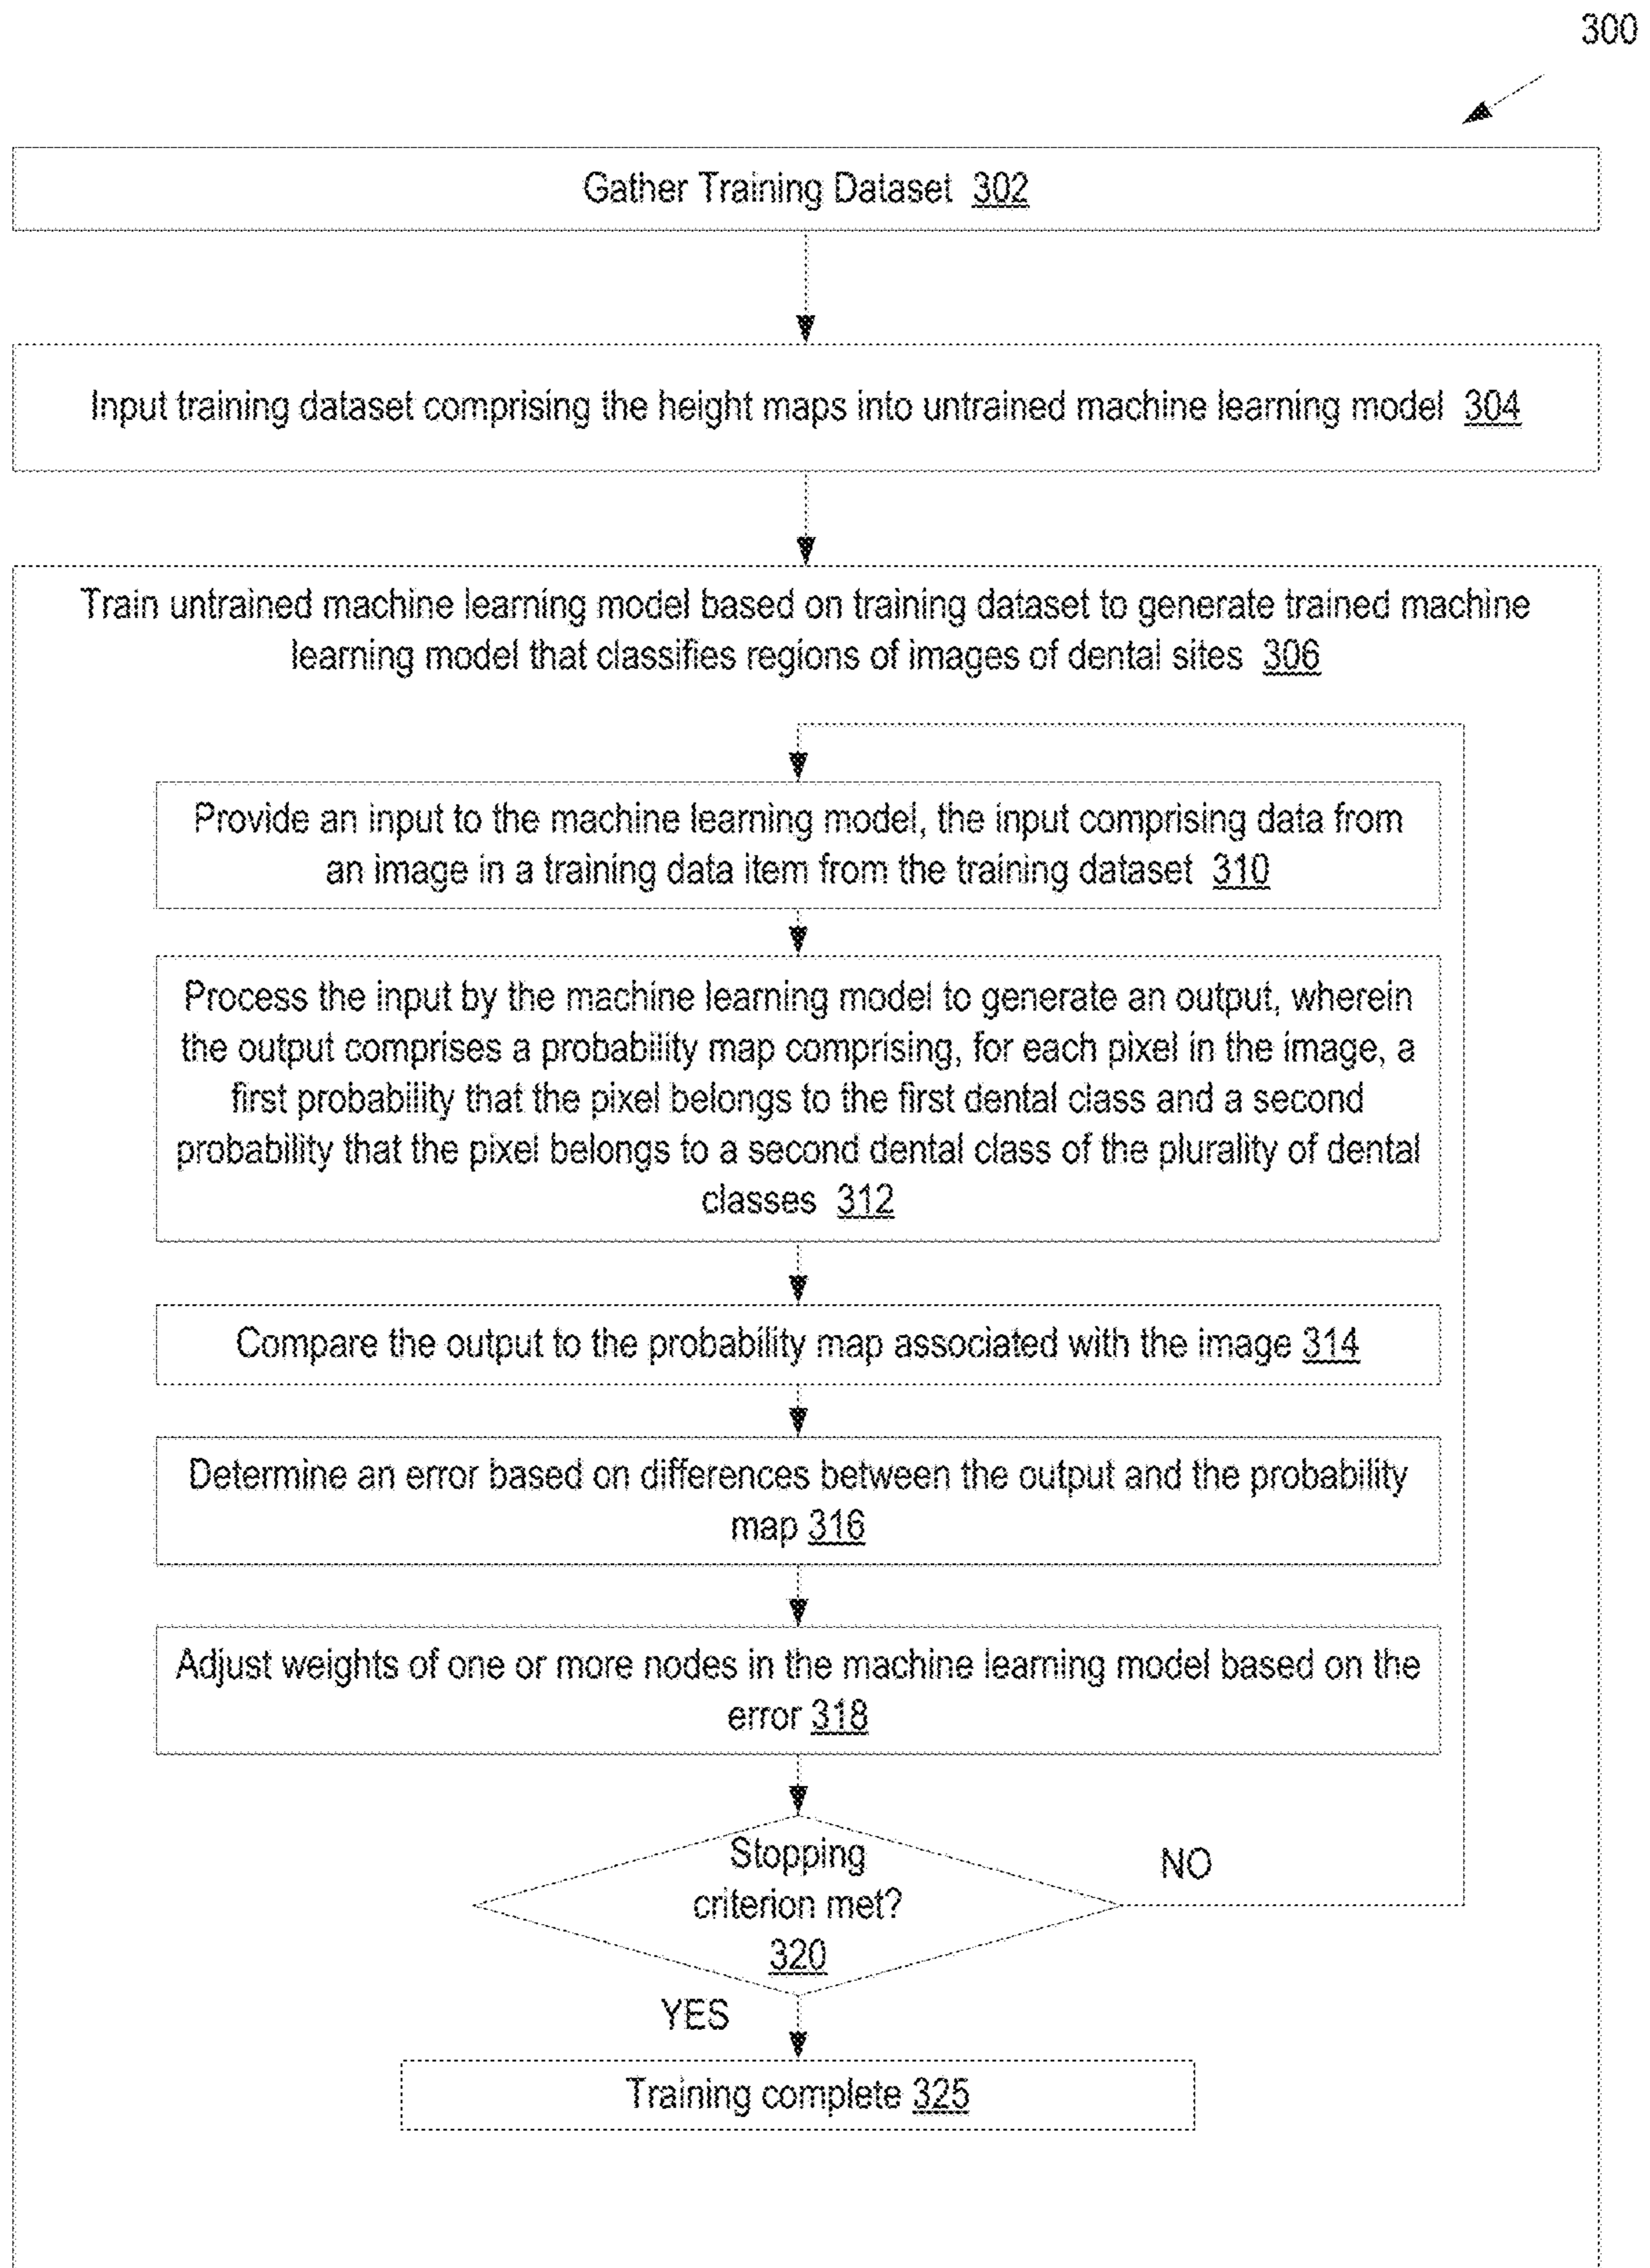 300
Gather Training Dataset 302
Input training dataset comprising the height maps into untrained machine learning model 304
Train untrained machine learning model based on training dataset to generate trained machine
learning model that classifies regions of images of dental sites 306
Provide an input to the machine learning model, the input comprising data from
an image in a training data item from the training dataset 310
Process the input by the machine learning model to generate an output, wherein
the output comprises a probability map comprising, for each pixel in the image, a
first probability that the pixel belongs to the first dental class and a second
probability that the pixel belongs to a second dental class of the plurality of dental
classes 312
Compare the output to the probability map associated with the image 314
Determine an error based on differences between the output and the probability
map 316
Adjust weights of one or more nodes in the machine learning model based on the
error 318
Stopping
criterion met?
320
NO
YES
Training complete 325